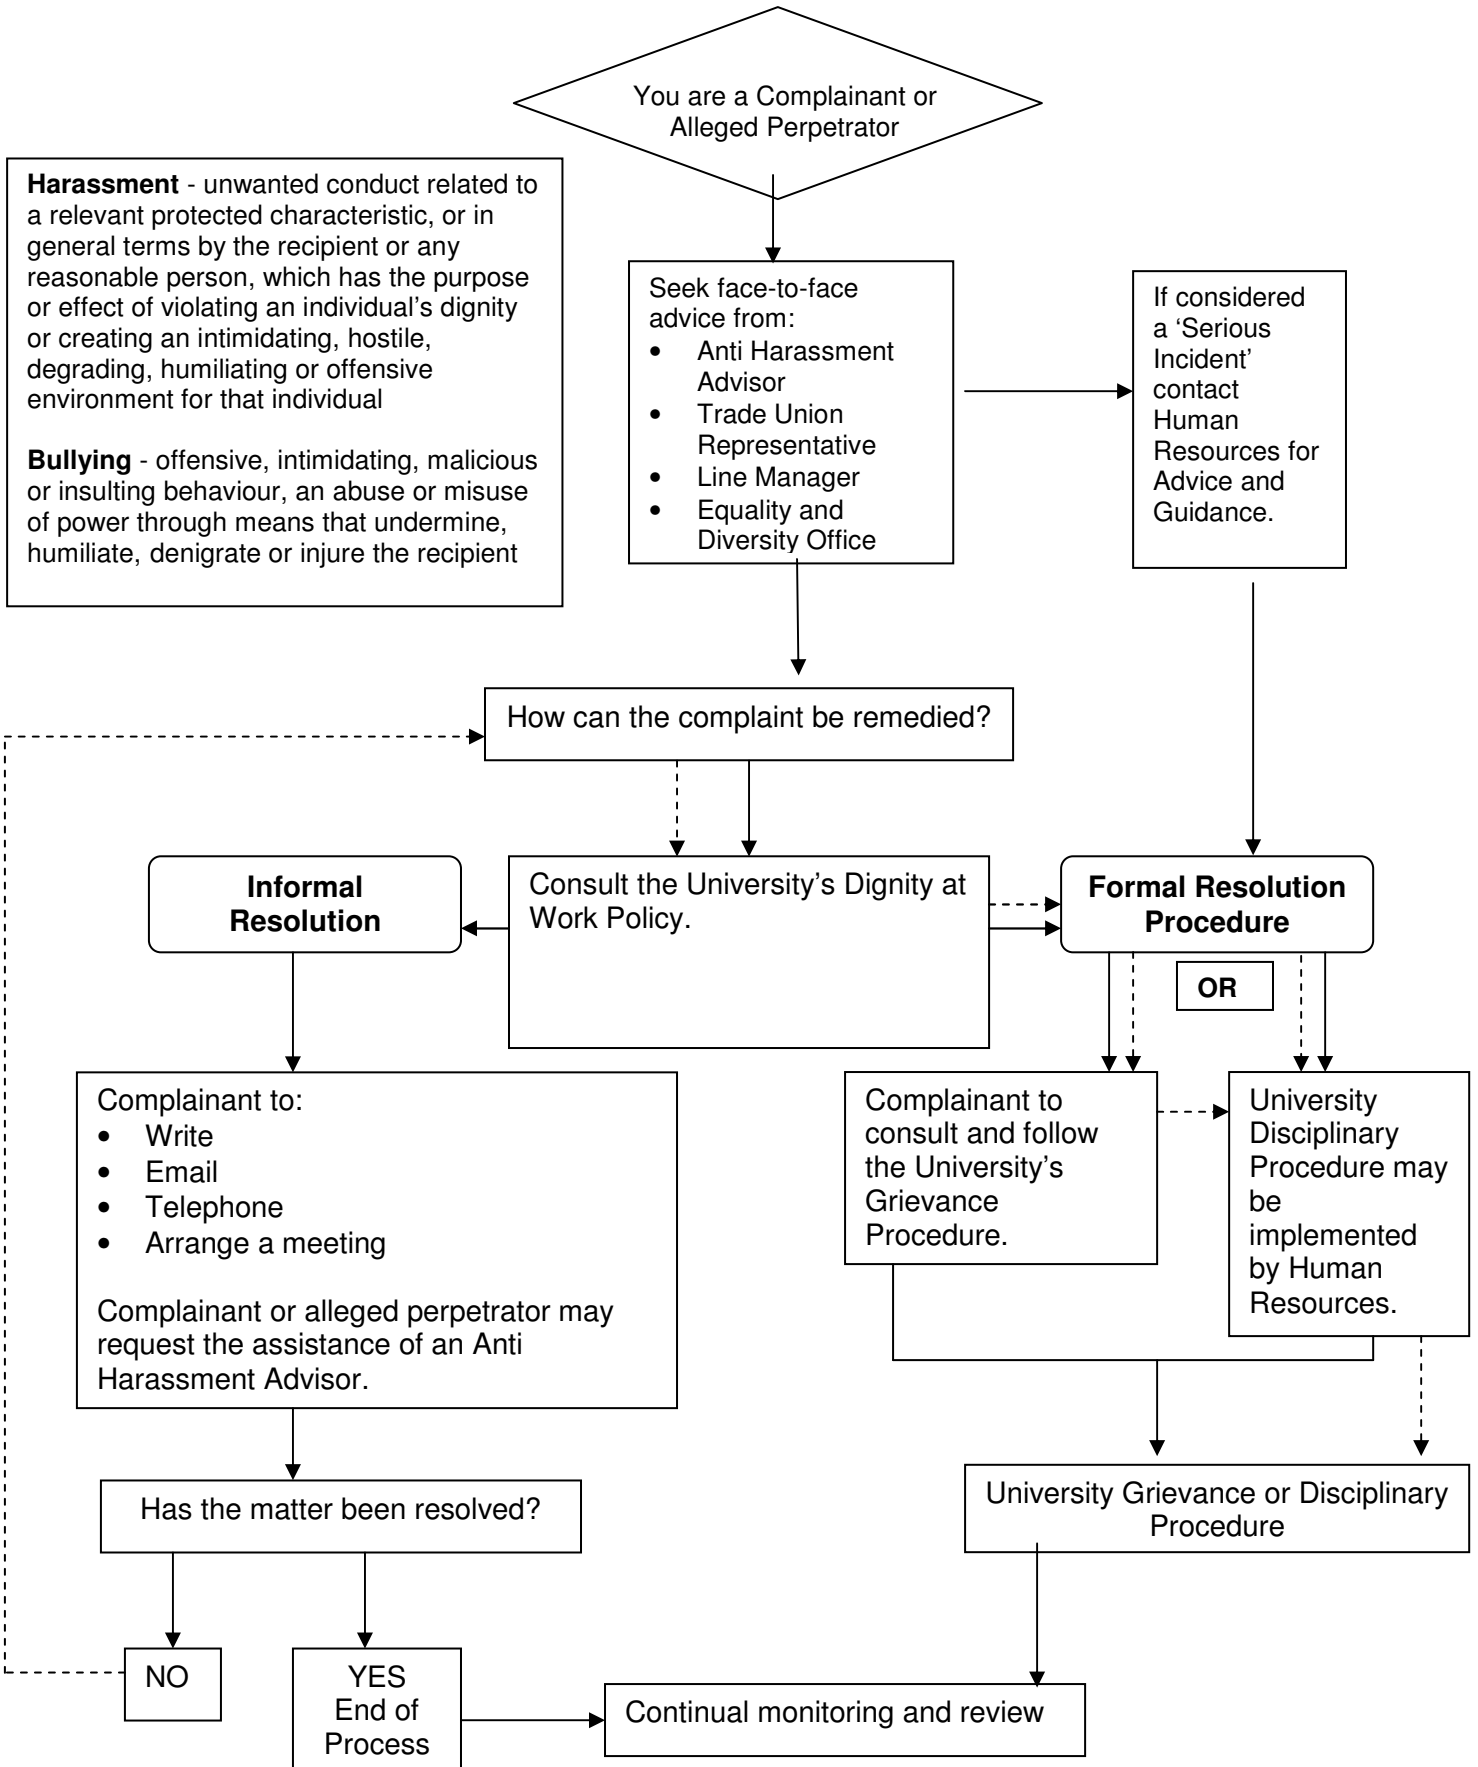 You are a Complainant or
Alleged Perpetrator
Harassment - unwanted conduct related to
a relevant protected characteristic, or in
general terms by the recipient or any
reasonable person, which has the purpose
or effect of violating an individual’s dignity
or creating an intimidating, hostile,
degrading, humiliating or offensive
environment for that individual
Bullying - offensive, intimidating, malicious
or insulting behaviour, an abuse or misuse
of power through means that undermine,
humiliate, denigrate or injure the recipient
Seek face-to-face
advice from:
• Anti Harassment
Advisor
• Trade Union
Representative
• Line Manager
• Equality and
Diversity Office
If considered
a ‘Serious
Incident’
contact
Human
Resources for
Advice and
Guidance.
How can the complaint be remedied?
Informal
Resolution
Consult the University’s Dignity at
Work Policy.
Formal Resolution
Procedure
OR
Complainant to:
• Write
• Email
• Telephone
• Arrange a meeting
Complainant or alleged perpetrator may
request the assistance of an Anti
Harassment Advisor.
Complainant to
consult and follow
the University’s
Grievance
Procedure.
University
Disciplinary
Procedure may
be
implemented
by Human
Resources.
Has the matter been resolved?
University Grievance or Disciplinary
Procedure
NO
YES
End of
Process
Continual monitoring and review